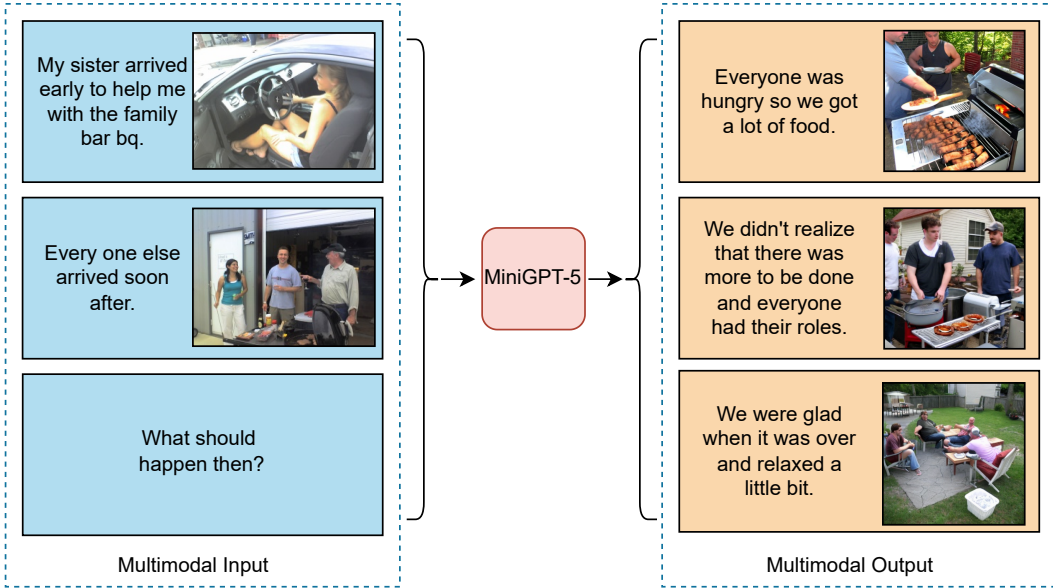 My sister arrived
early to help me
with the family
bar bq.
Every one else
arrived soon
after.
What should
happen then?
Multimodal Input
MiniGPT-5
Everyone was
hungry so we got
a lot of food.
We didn't realize
that there was
more to be done
and everyone
had their roles.
We were glad
when it was over
and relaxed a
little bit.
Multimodal Output